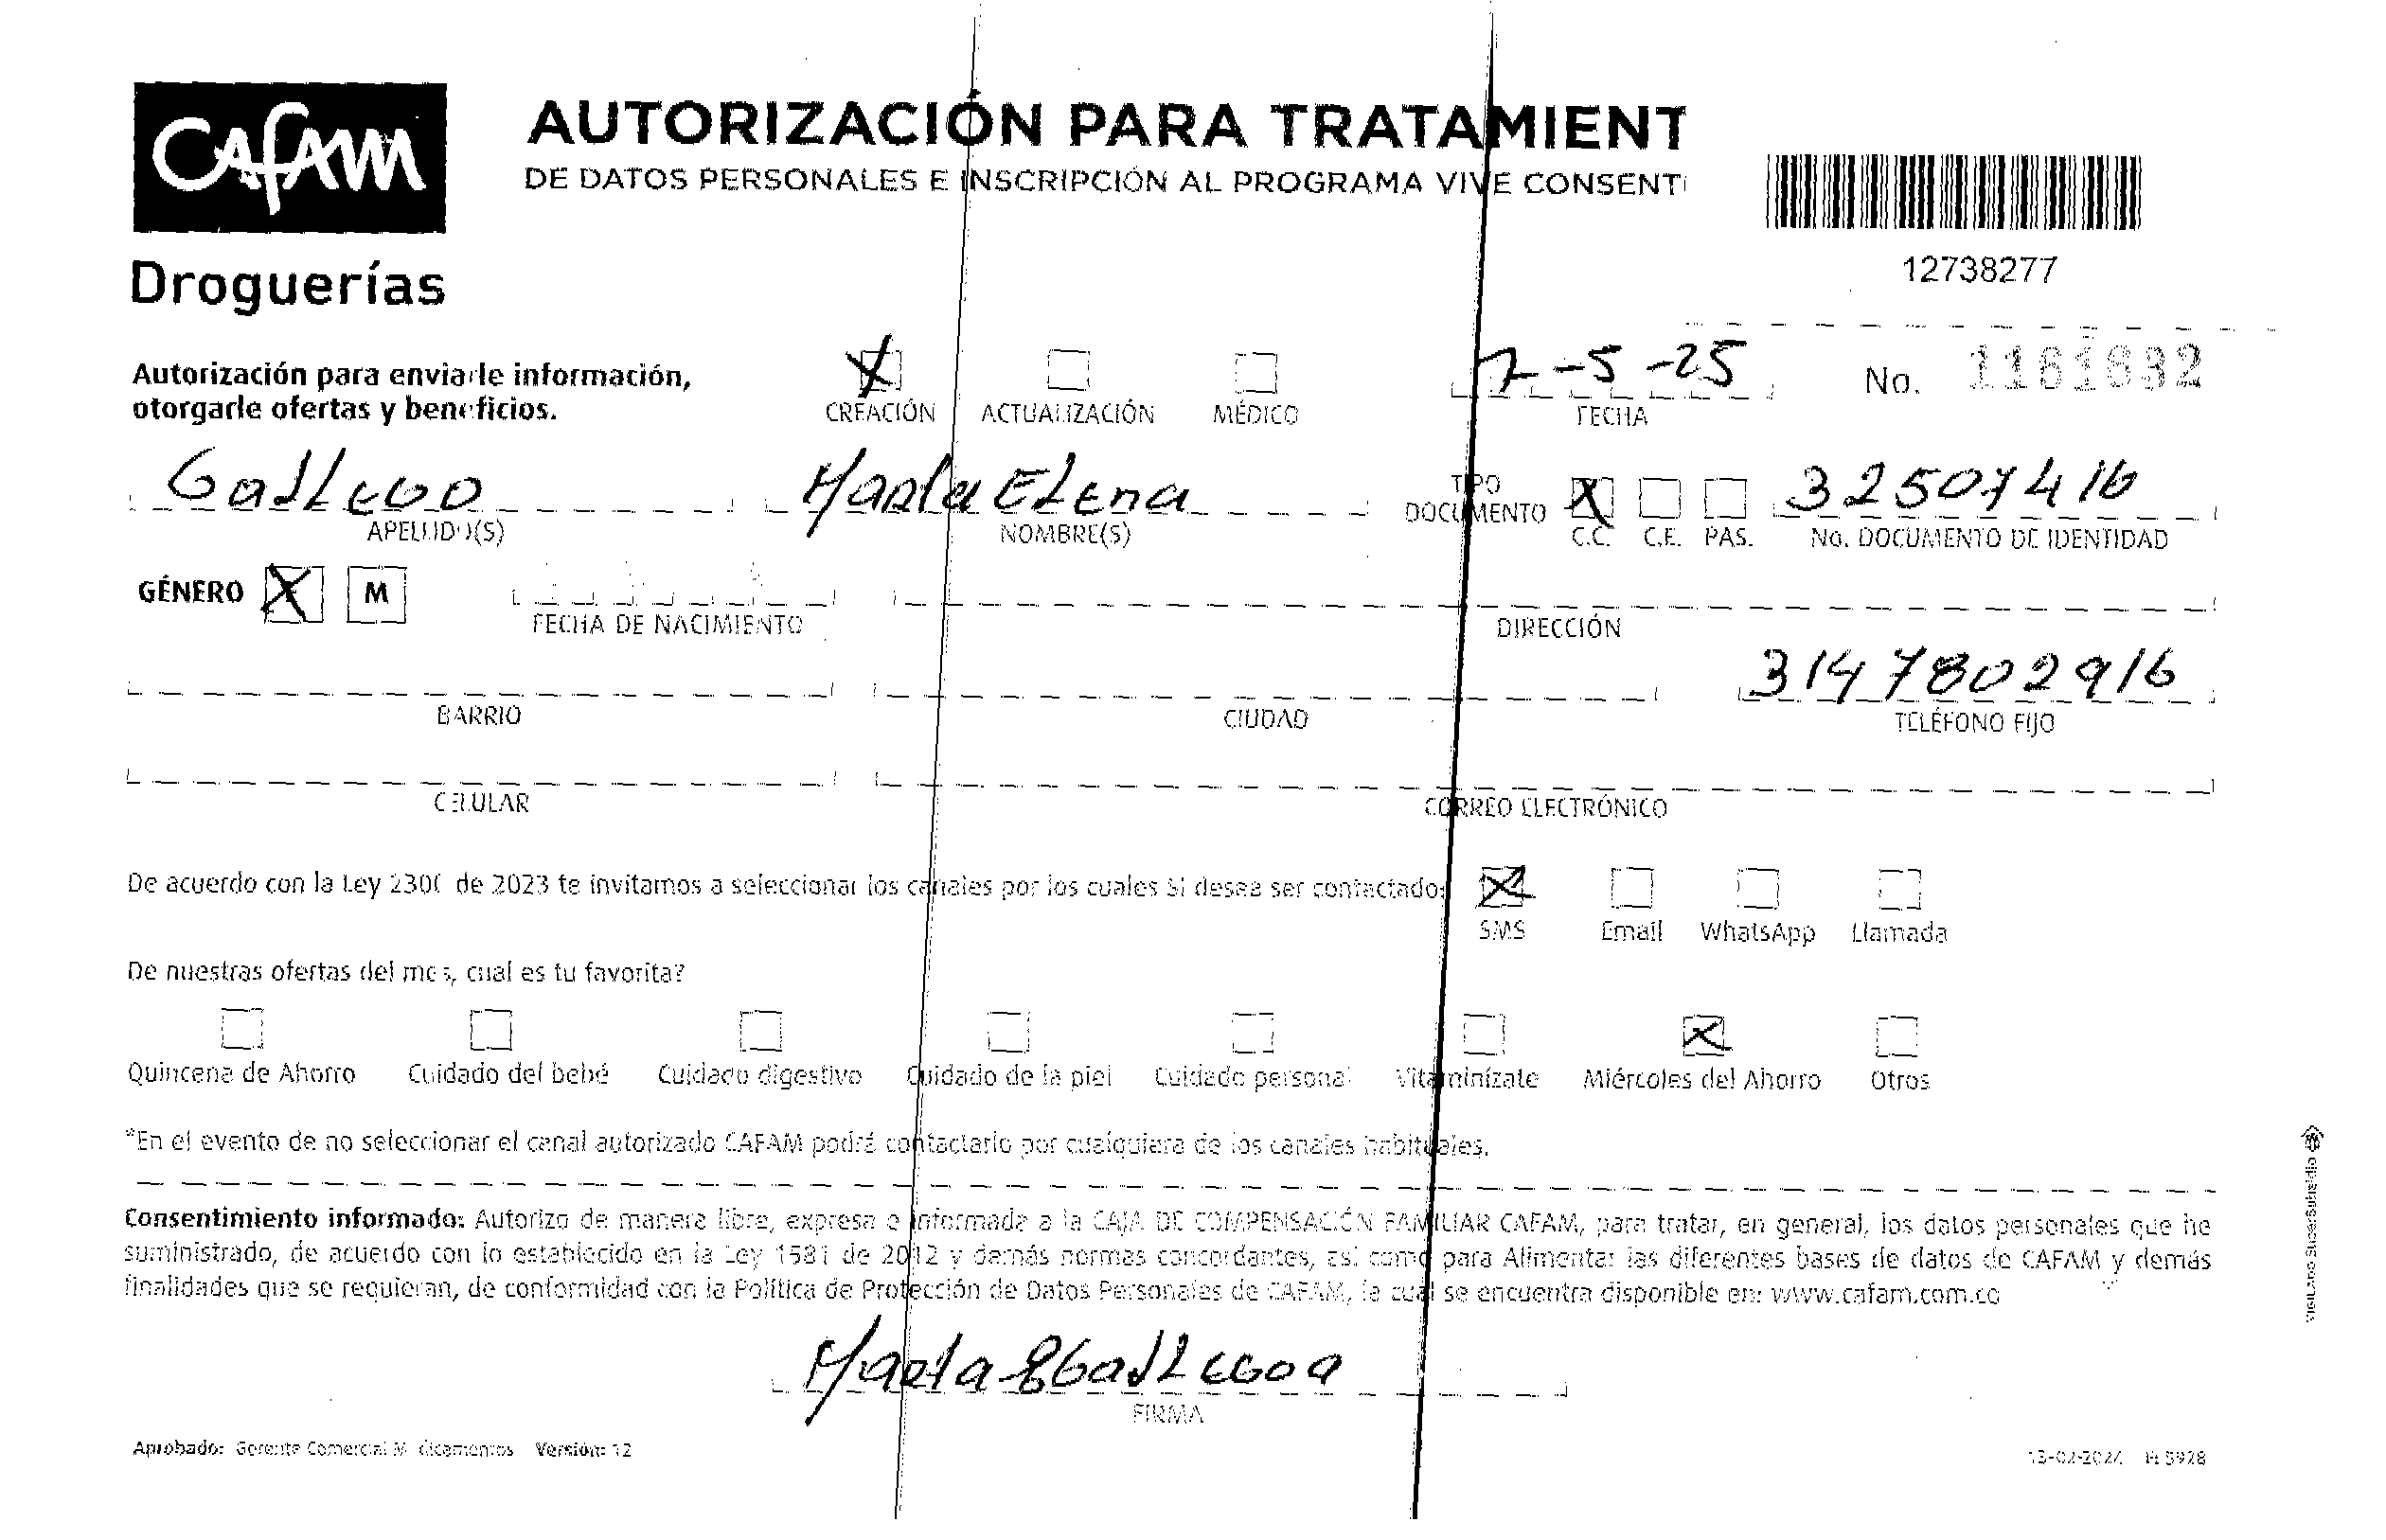 CAFAM
Droguerías
AUTORIZACIÓN PARA TRATAMIENT
DE DATOS PERSONALES E INSCRIPCIÓN AL PROGRAMA VIVE CONSENTI
12738277
Autorización para enviarle información,
otorgarle ofertas y beneficios.
CREACIÓN ACTUALIZACIÓN MÉDICO
7-5-25
FECHA
No. 1161632
GaLLEGO
APELLIDO(S)
MaRía ELEna
NOMBRE(S)
TIPO
DOCUMENTO
C.C. C.E. PAS.
32507416
No. DOCUMENTO DE IDENTIDAD
GÉNERO M
FECHA DE NACIMIENTO
DIRECCIÓN
BARRIO
CIUDAD
3147802916
TELÉFONO FIJO
CELULAR
CORREO ELECTRÓNICO
De acuerdo con la Ley 2300 de 2023 te invitamos a seleccionar los canales por los cuales SI desea ser contactado:
SMS Email WhatsApp Llamada
De nuestras ofertas del mes, cual es tu favorita?
Quincena de Ahorro Cuidado del bebé Cuidado digestivo Cuidado de la piel Cuidado personal Vitaminízate Miércoles del Ahorro Otros
*En el evento de no seleccionar el canal autorizado CAFAM podrá contactarlo por cualquiera de los canales habituales.
Consentimiento informado: Autorizo de manera libre, expresa e informada a la CAJA DE COMPENSACIÓN FAMILIAR CAFAM, para tratar, en general, los datos personales que he
suministrado, de acuerdo con lo establecido en la Ley 1581 de 2012 y demás normas concordantes, así como para Alimentar las diferentes bases de datos de CAFAM y demás
finalidades que se requieran, de conformidad con la Política de Protección de Datos Personales de CAFAM, la cual se encuentra disponible en: www.cafam.com.co
FIRMA
Aprobado: Gerente Comercial Medicamentos Versión: 12
13-02-2024
VIGILADO SuperSubsidio